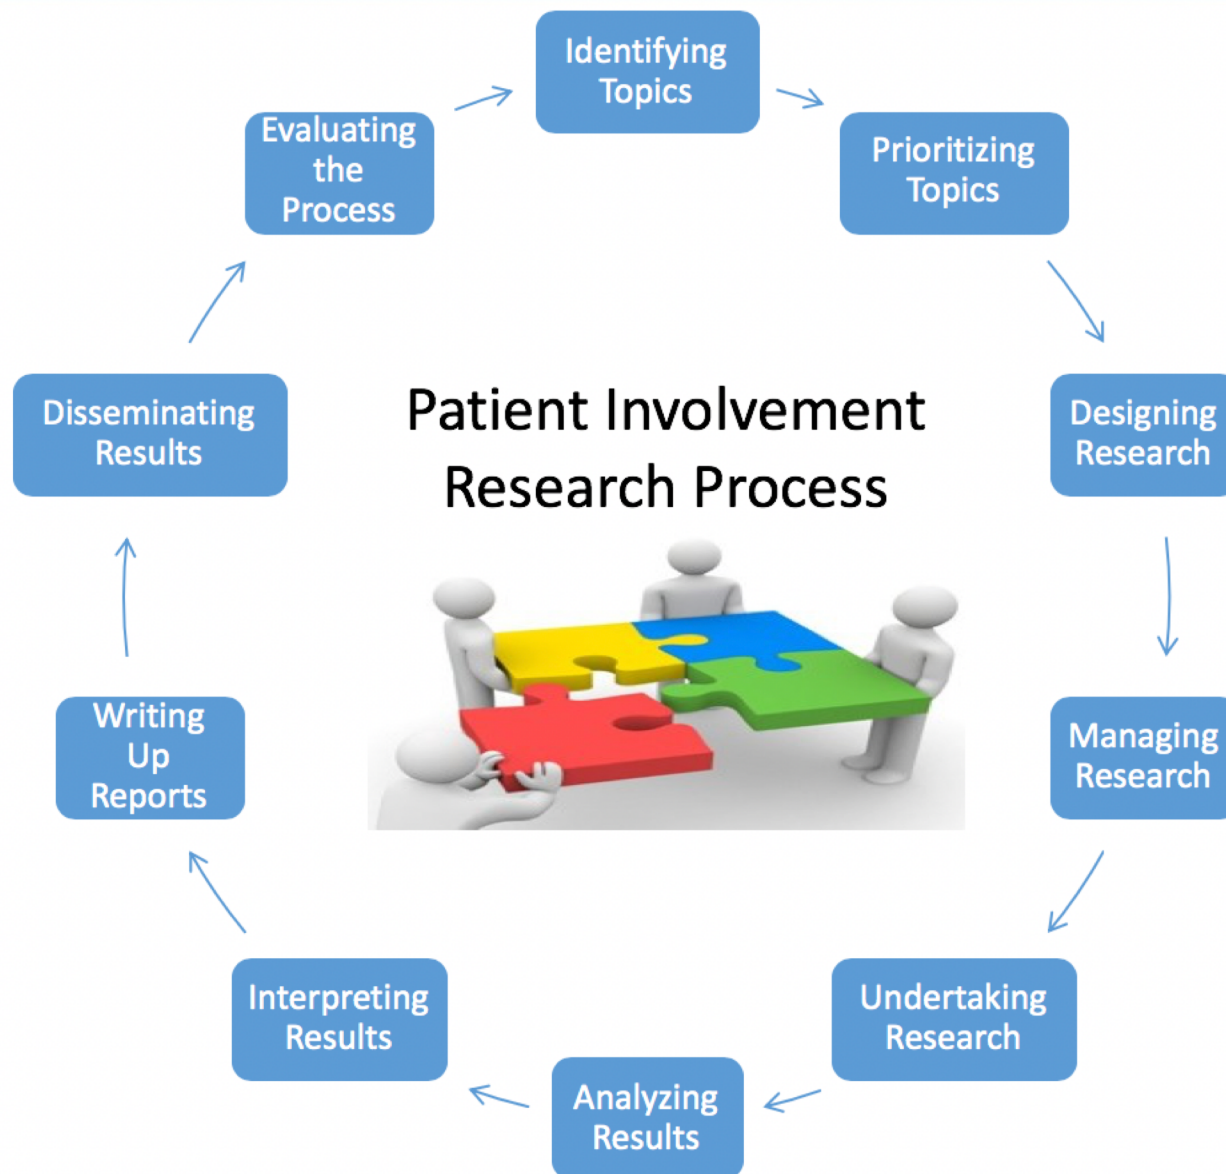 Identifying
Topics
Prioritizing
Topics
Designing
Research
Managing
Research
Undertaking
Research
Analyzing
Results
Interpreting
Results
Writing
Up
Reports
Disseminating
Results
Evaluating
the
Process
Patient Involvement
Research Process